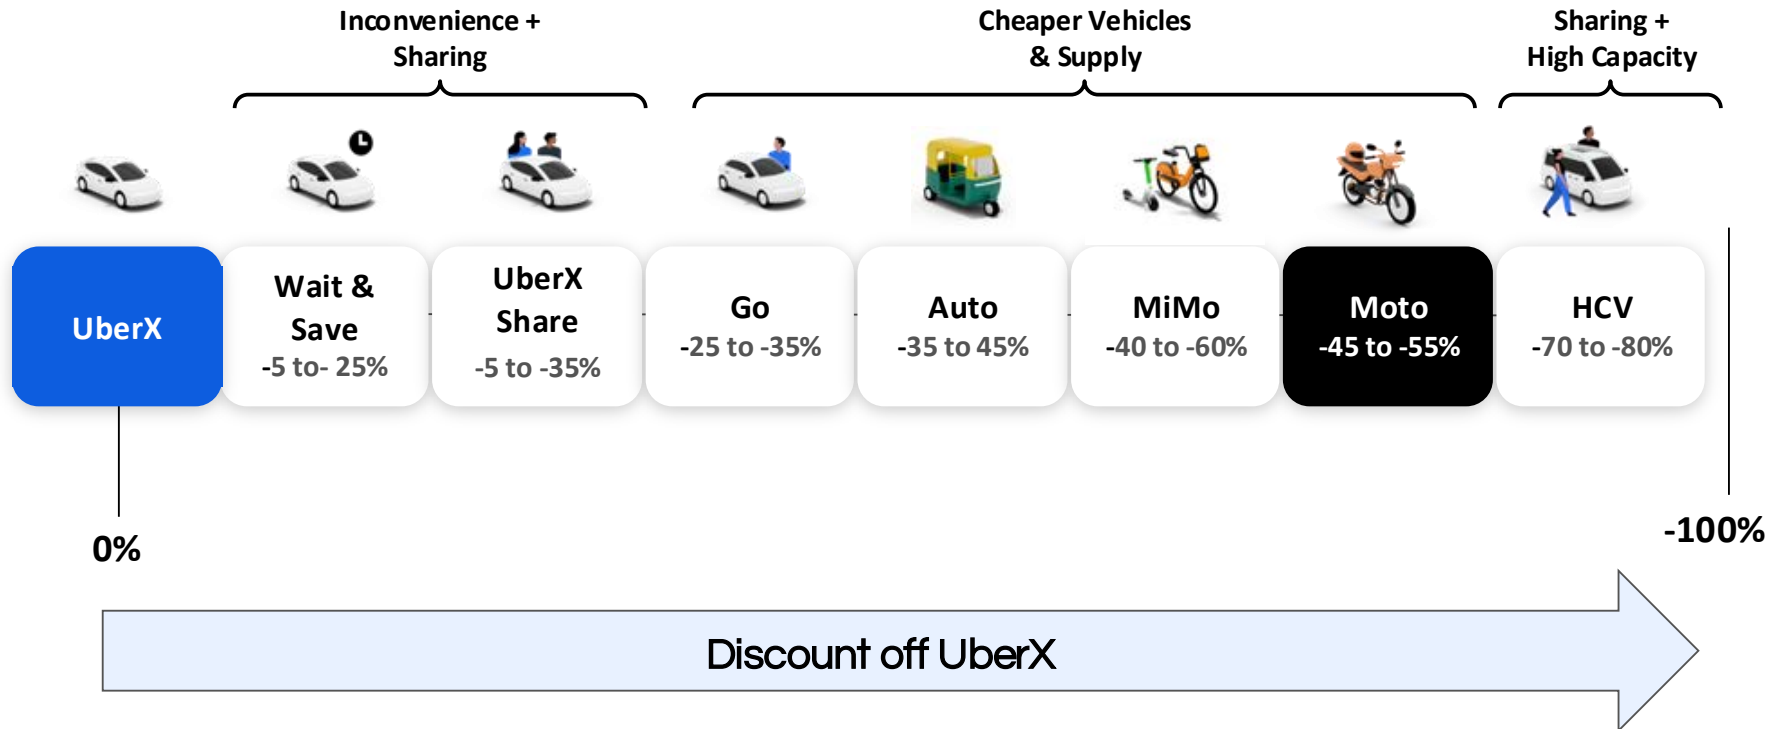 Inconvenience +
Sharing
Cheaper Vehicles
& Supply
Sharing +
High Capacity
UberX
Wait &
Save
-5 to- 25%
UberX
Share
-5 to -35%
Go
-25 to -35%
Auto
-35 to 45%
MiMo
-40 to -60%
Moto
-45 to -55%
HCV
-70 to -80%
0%
-100%
Discount off UberX